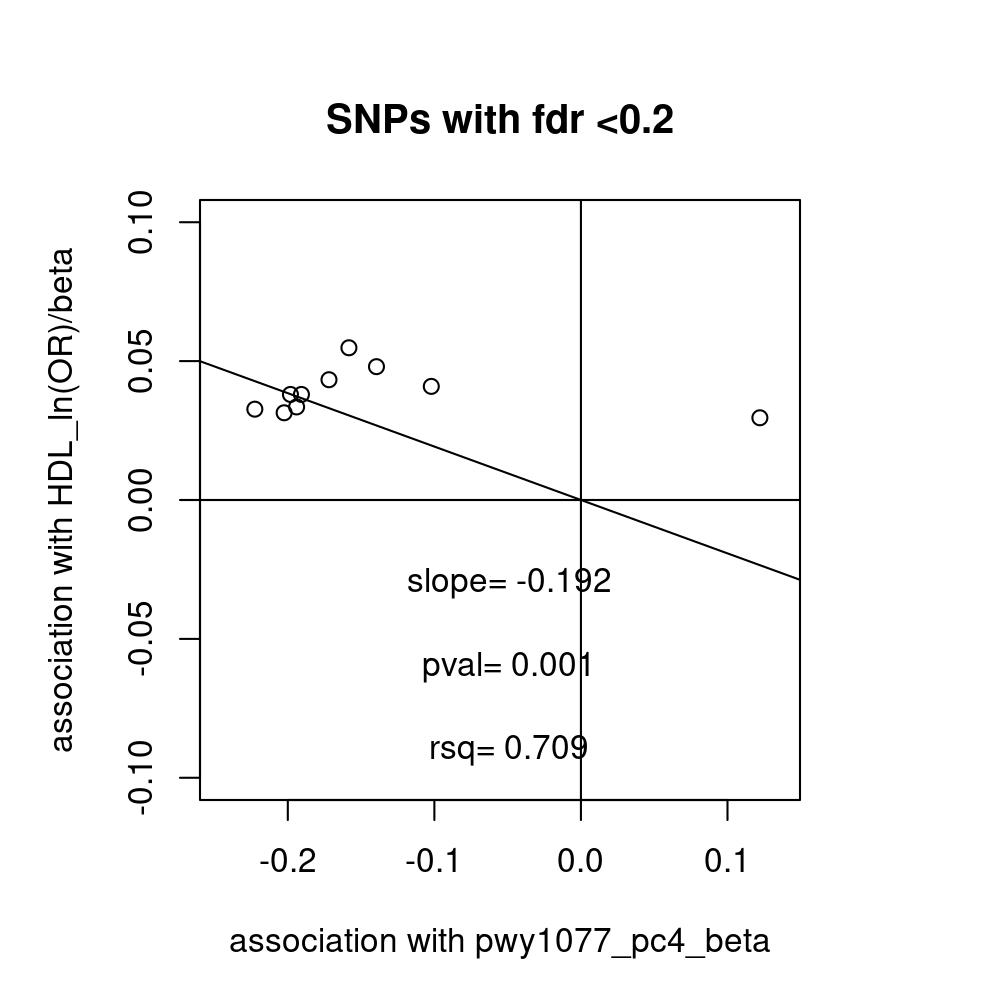 SNPs with fdr <0.2
association with HDL_ln(OR)/beta
0.10
0.05
0.00
-0.05
-0.10
slope= -0.192
pval= 0.001
rsq= 0.709
-0.2
-0.1
0.0
0.1
association with pwy1077_pc4_beta